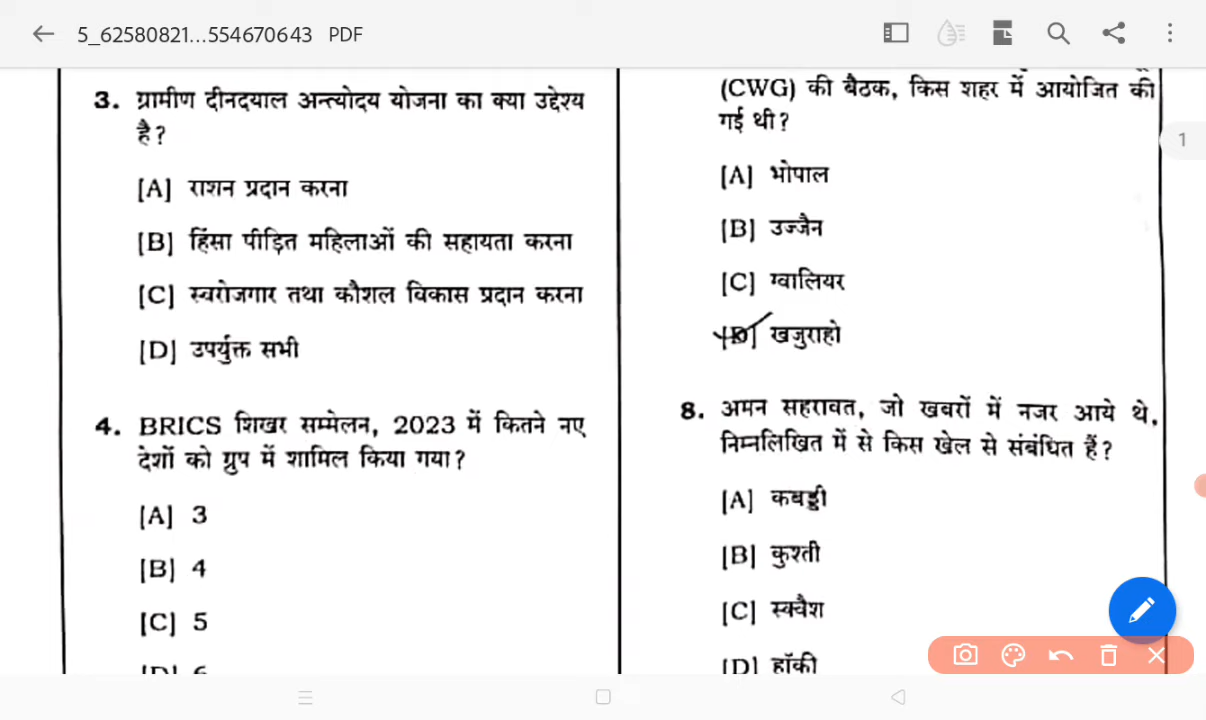 5_62580821...554670643 PDF
1
3. ग्रामीण दीनदयाल अन्त्योदय योजना का क्या उद्देश्य
है?
[A] राशन प्रदान करना
[B] हिंसा पीड़ित महिलाओं की सहायता करना
[C] स्वरोजगार तथा कौशल विकास प्रदान करना
[D] उपर्युक्त सभी
4. BRICS शिखर सम्मेलन, 2023 में कितने नए
देशों को ग्रुप में शामिल किया गया?
[A] 3
[B] 4
[C] 5
[D] 6
(CWG) की बैठक, किस शहर में आयोजित की
गई थी?
[A] भोपाल
[B] उज्जैन
[C] ग्वालियर
[D] खजुराहो
8. अमन सहरावत, जो खबरों में नजर आये थे,
निम्नलिखित में से किस खेल से संबंधित हैं?
[A] कबड्डी
[B] कुश्ती
[C] स्क्वैश
[D] हॉकी